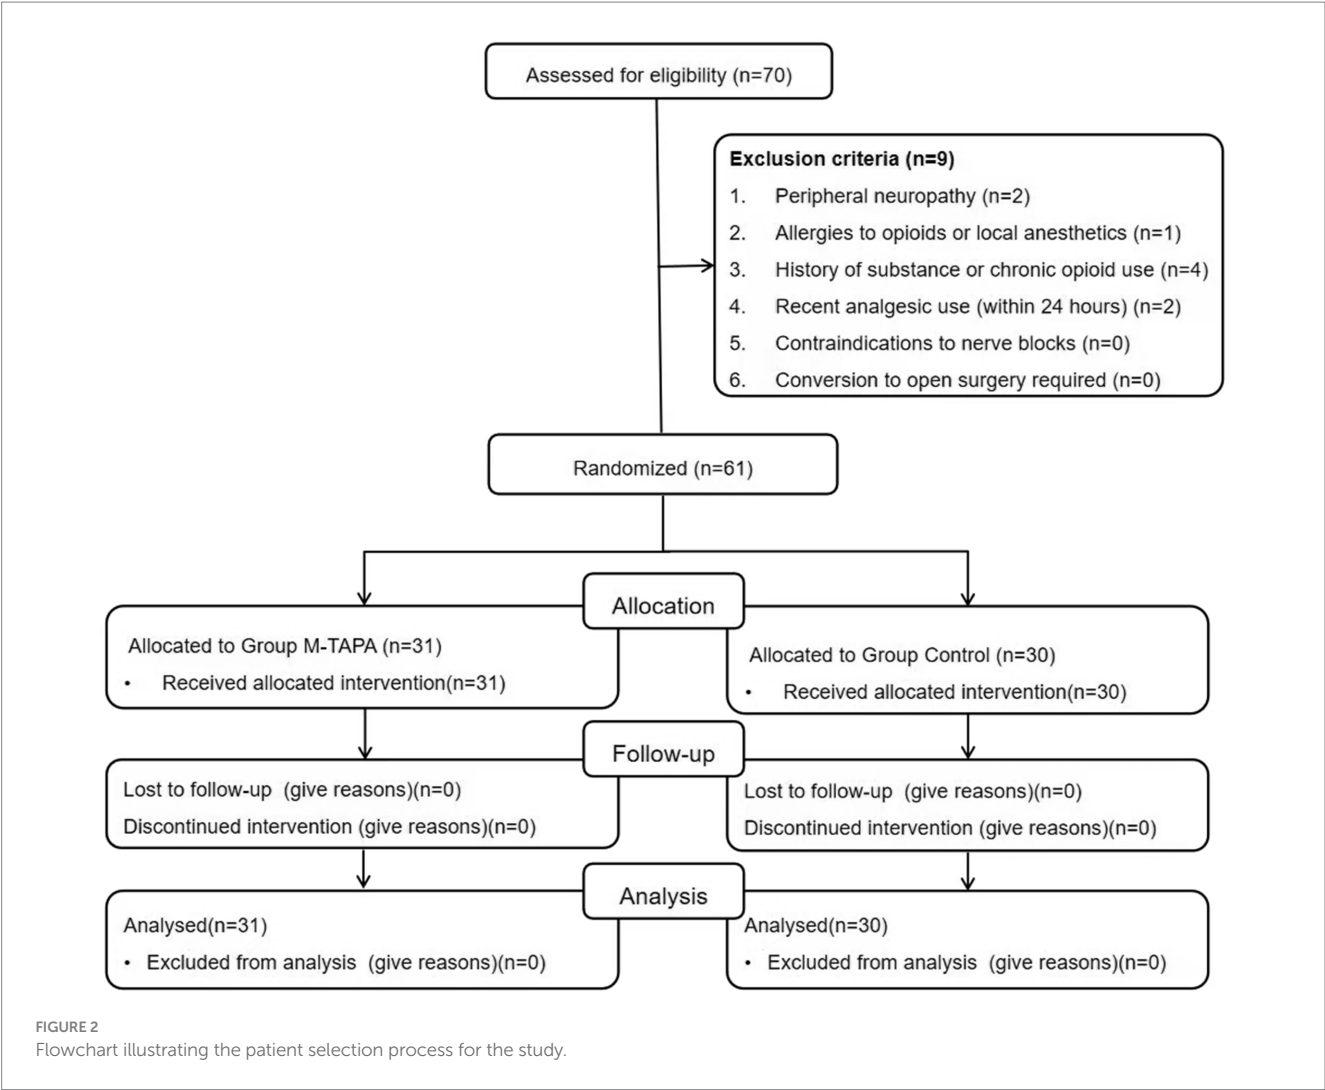 Assessed for eligibility (n=70)
Exclusion criteria (n=9)
1. Peripheral neuropathy (n=2)
2. Allergies to opioids or local anesthetics (n=1)
3. History of substance or chronic opioid use (n=4)
4. Recent analgesic use (within 24 hours) (n=2)
5. Contraindications to nerve blocks (n=0)
6. Conversion to open surgery required (n=0)
Randomized (n=61)
Allocation
Allocated to Group M-TAPA (n=31)
• Received allocated intervention(n=31)
Allocated to Group Control (n=30)
• Received allocated intervention(n=30)
Follow-up
Lost to follow-up (give reasons)(n=0)
Discontinued intervention (give reasons)(n=0)
Lost to follow-up (give reasons)(n=0)
Discontinued intervention (give reasons)(n=0)
Analysis
Analysed(n=31)
• Excluded from analysis (give reasons)(n=0)
Analysed(n=30)
• Excluded from analysis (give reasons)(n=0)
FIGURE 2
Flowchart illustrating the patient selection process for the study.